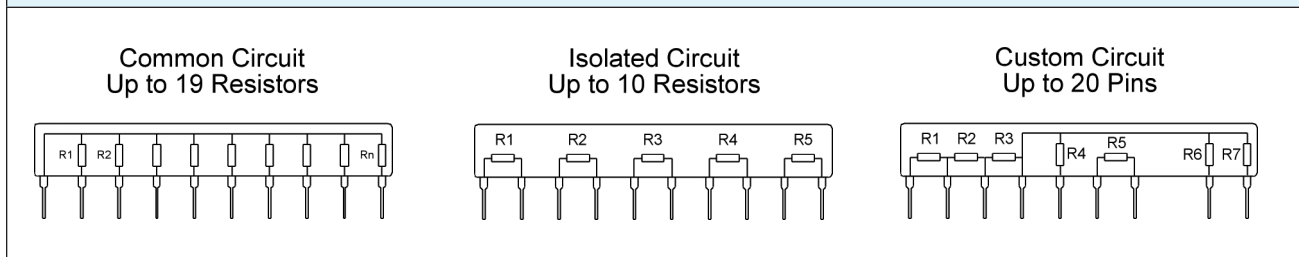 Common Circuit
Up to 19 Resistors
R1 R2 Rn
Isolated Circuit
Up to 10 Resistors
R1 R2 R3 R4 R5
Custom Circuit
Up to 20 Pins
R1 R2 R3 R4 R5 R6 R7